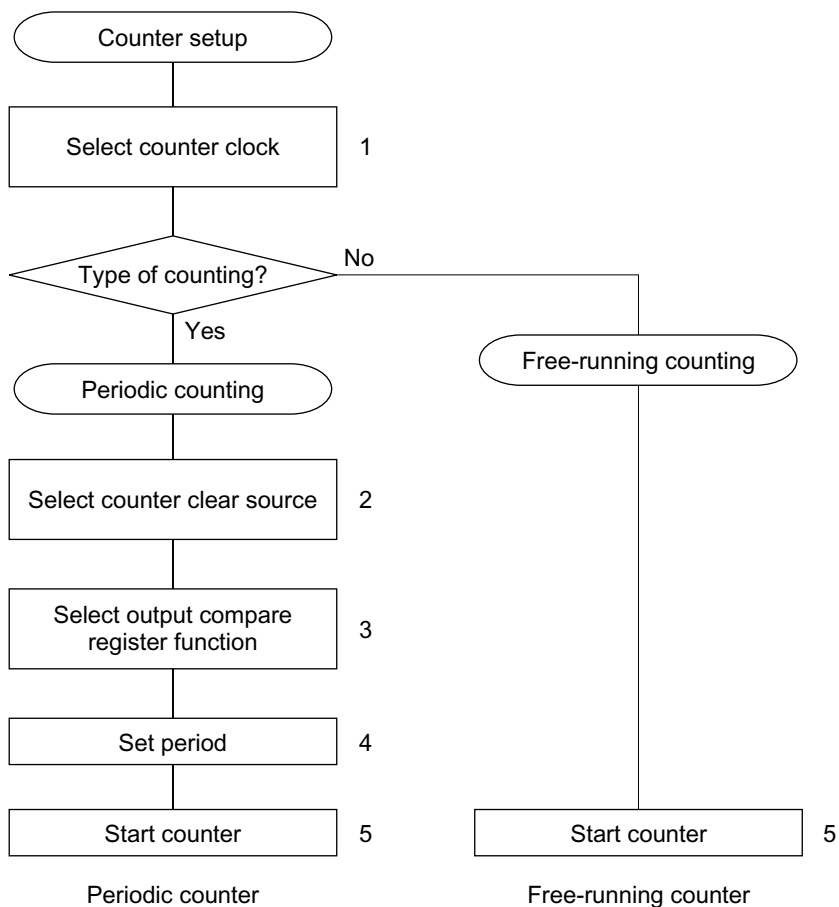 Counter setup
Select counter clock
1
Type of counting?
No
Yes
Free-running counting
Periodic counting
Select counter clear source
2
Select output compare
register function
3
Set period
4
Start counter
5
Start counter
5
Periodic counter
Free-running counter